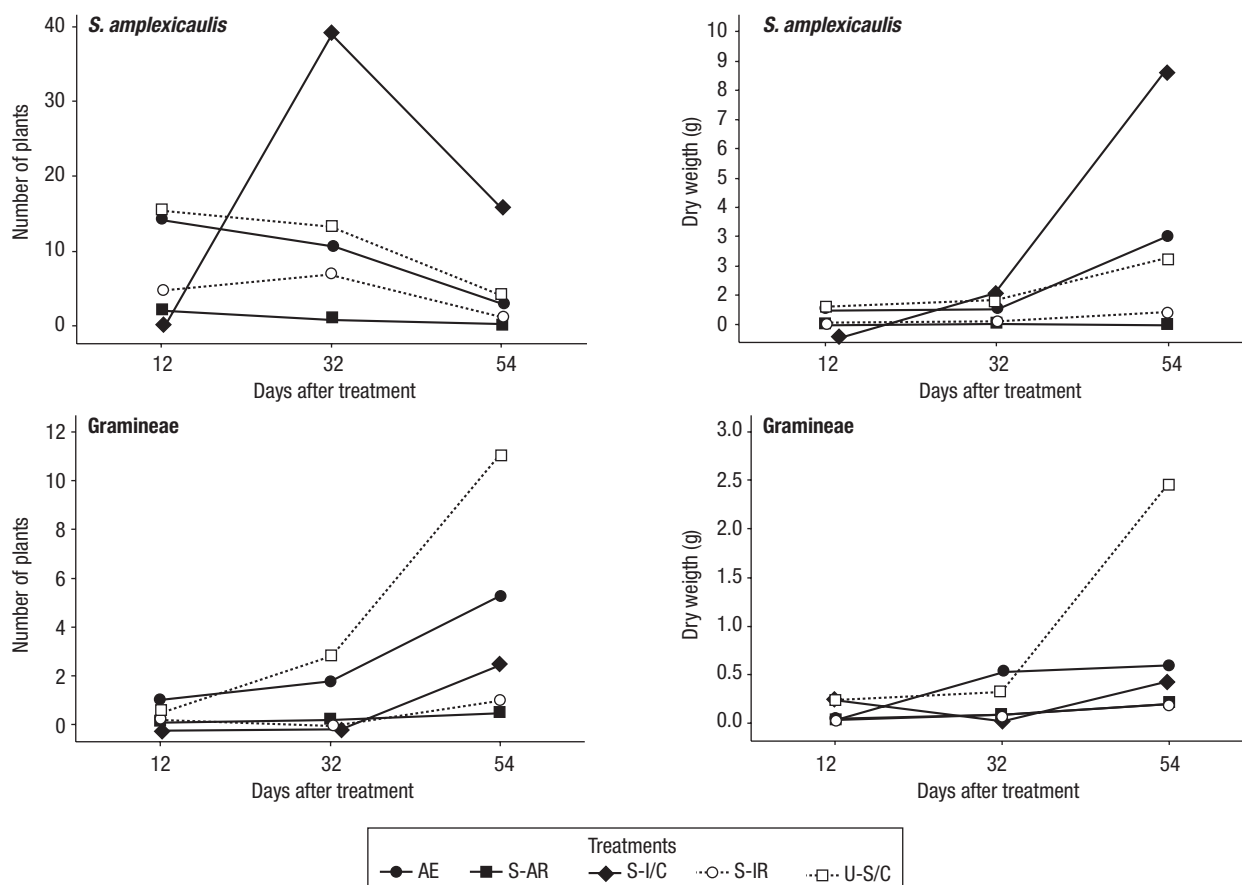 S. amplexicaulis
40
30
20
10
0
Number of plants
12 32 54
Days after treatment
S. amplexicaulis
10
9
8
7
6
5
4
3
3
2
0
Dry weigth (g)
12 32 54
Days after treatment
Gramineae
12
10
8
6
4
2
0
Number of plants
12 32 54
Days after treatment
Gramineae
3.0
2.5
2.0
1.5
1.0
0.5
0.0
Dry weigth (g)
12 32 54
Days after treatment
Treatments
AE S-AR S-I/C S-IR U-S/C